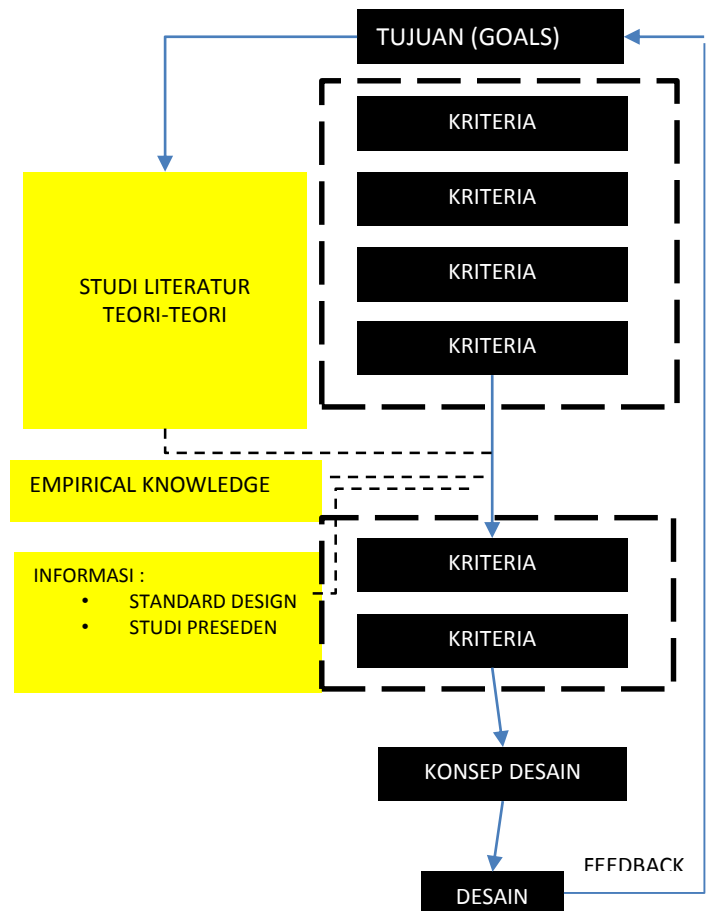 TUJUAN (GOALS)
KRITERIA
KRITERIA
KRITERIA
KRITERIA
STUDI LITERATUR
TEORI-TEORI
EMPIRICAL KNOWLEDGE
INFORMASI :
• STANDARD DESIGN
• STUDI PRESEDEN
KRITERIA
KRITERIA
KONSEP DESAIN
FEEDBACK
DESAIN